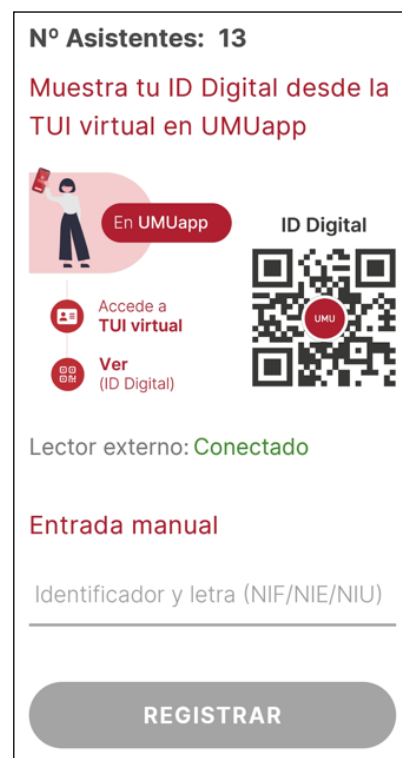 Nº Asistentes: 13
Muestra tu ID Digital desde la
TUI virtual en UMUapp
En UMUapp
ID Digital
UMU
Accede a
TUI virtual
Ver
(ID Digital)
Lector externo: Conectado
Entrada manual
Identificador y letra (NIF/NIE/NIU)
REGISTRAR